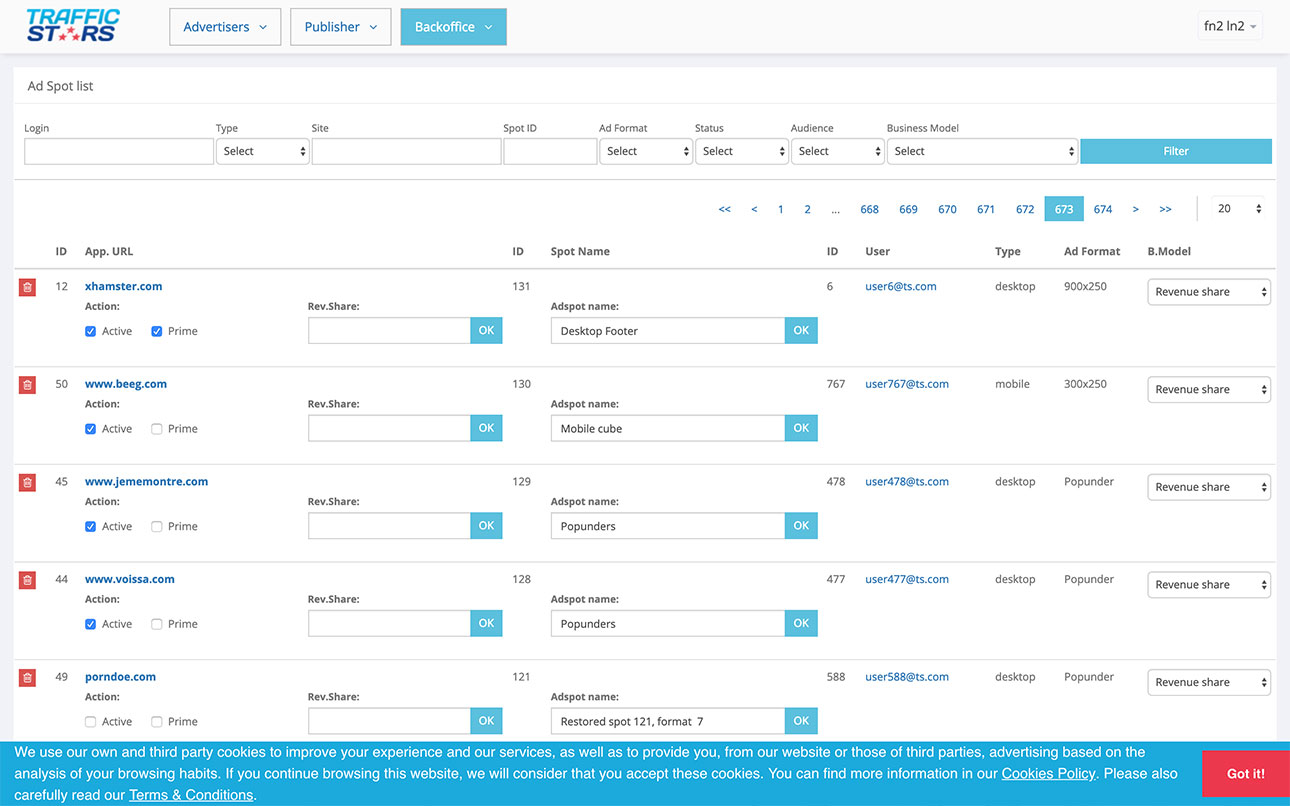 TRAFFIC
STARS
Advertisers Publisher Backoffice fn2 ln2
Ad Spot list
Login Type Site Spot ID Ad Format Status Audience Business Model
Select Select Select Select Select Filter
<< < 1 2 ... 668 669 670 671 672 673 674 > >> 20
ID App. URL ID Spot Name ID User Type Ad Format B.Model
12 xhamster.com 131 6 user6@ts.com desktop 900x250 Revenue share
Action: Rev.Share: Adspot name:
Active Prime OK Desktop Footer OK
50 www.beeg.com 130 767 user767@ts.com mobile 300x250 Revenue share
Action: Rev.Share: Adspot name:
Active Prime OK Mobile cube OK
45 www.jememontre.com 129 478 user478@ts.com desktop Popunder Revenue share
Action: Rev.Share: Adspot name:
Active Prime OK Popunders OK
44 www.voissa.com 128 477 user477@ts.com desktop Popunder Revenue share
Action: Rev.Share: Adspot name:
Active Prime OK Popunders OK
49 porndoe.com 121 588 user588@ts.com desktop Popunder Revenue share
Action: Rev.Share: Adspot name:
Active Prime OK Restored spot 121, format 7 OK
We use our own and third party cookies to improve your experience and our services, as well as to provide you, from our website or those of third parties, advertising based on the
analysis of your browsing habits. If you continue browsing this website, we will consider that you accept these cookies. You can find more information in our Cookies Policy. Please also
carefully read our Terms & Conditions.
Got it!